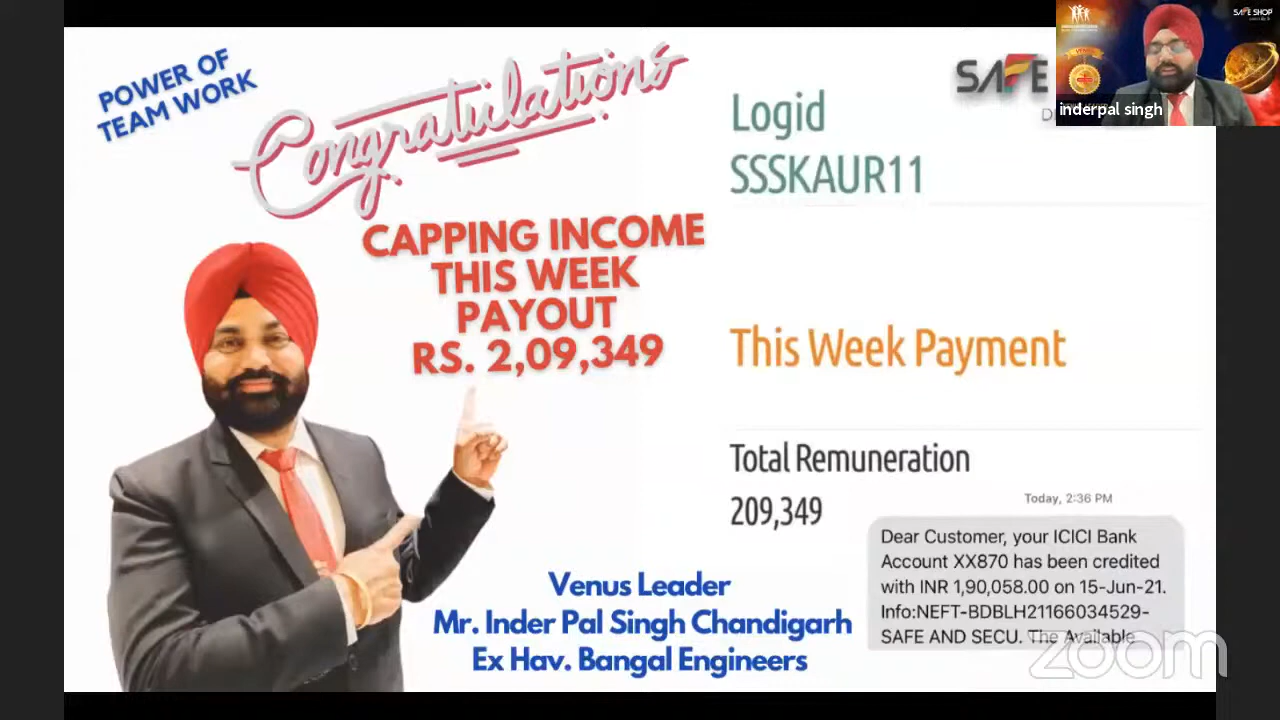 POWER OF
TEAM WORK
Congratulations
CAPPING INCOME
THIS WEEK
PAYOUT
RS. 2,09,349
SAFE
Logid
SSSKAUR11
This Week Payment
Total Remuneration
209,349
Today, 2:36 PM
Dear Customer, your ICICI Bank
Account XX870 has been credited
with INR 1,90,058.00 on 15-Jun-21.
Info:NEFT-BDBLH21166034529-
SAFE AND SECU. The Available
Venus Leader
Mr. Inder Pal Singh Chandigarh
Ex Hav. Bangal Engineers
SAFE SHOP
inderpal singh
zoom